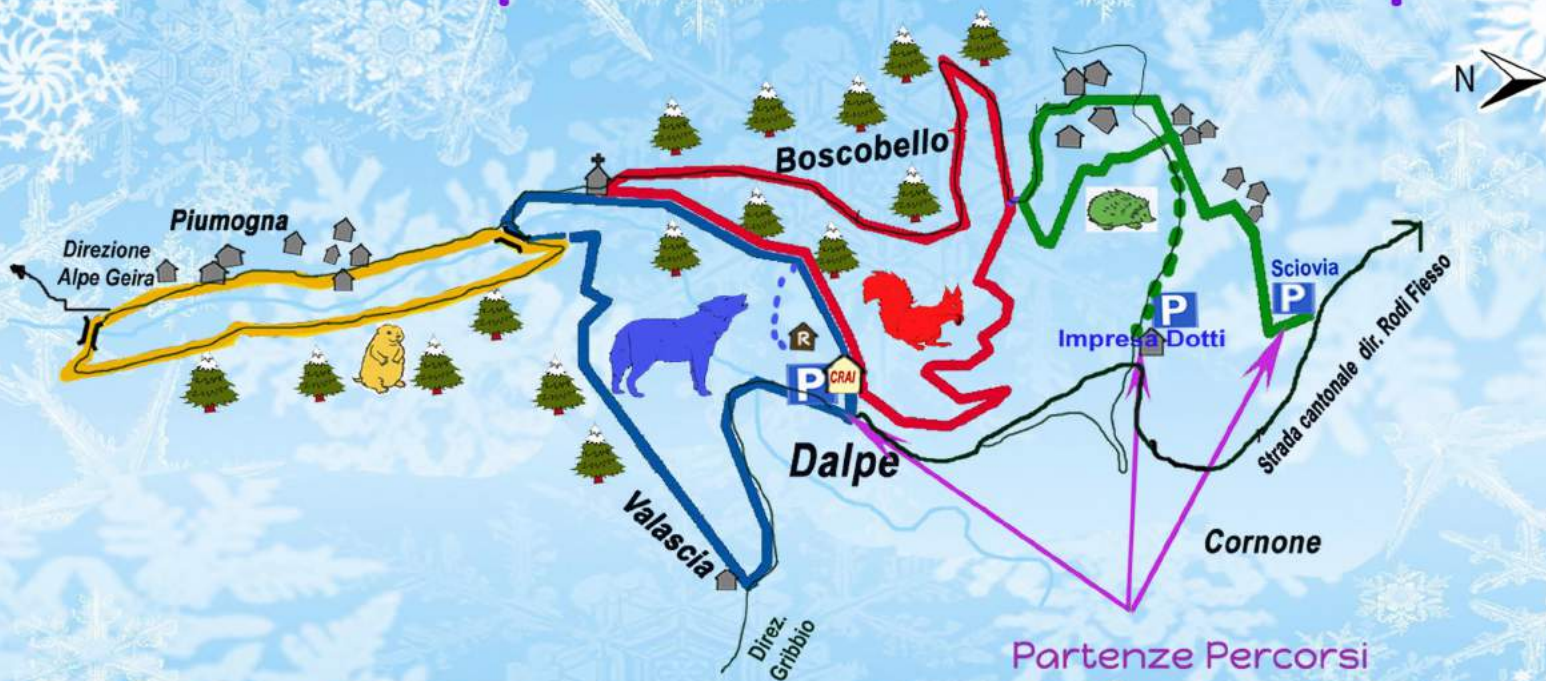 N
Boscobello
Piumogna
Direzione
Alpe Geira
Sciovia
P
P
Impresa Dotti
Strada cantonale dir. Rodi Fiesso
R
P
CRAI
Dalpe
Valascia
Cornone
Direz.
Gribbio
Partenze Percorsi